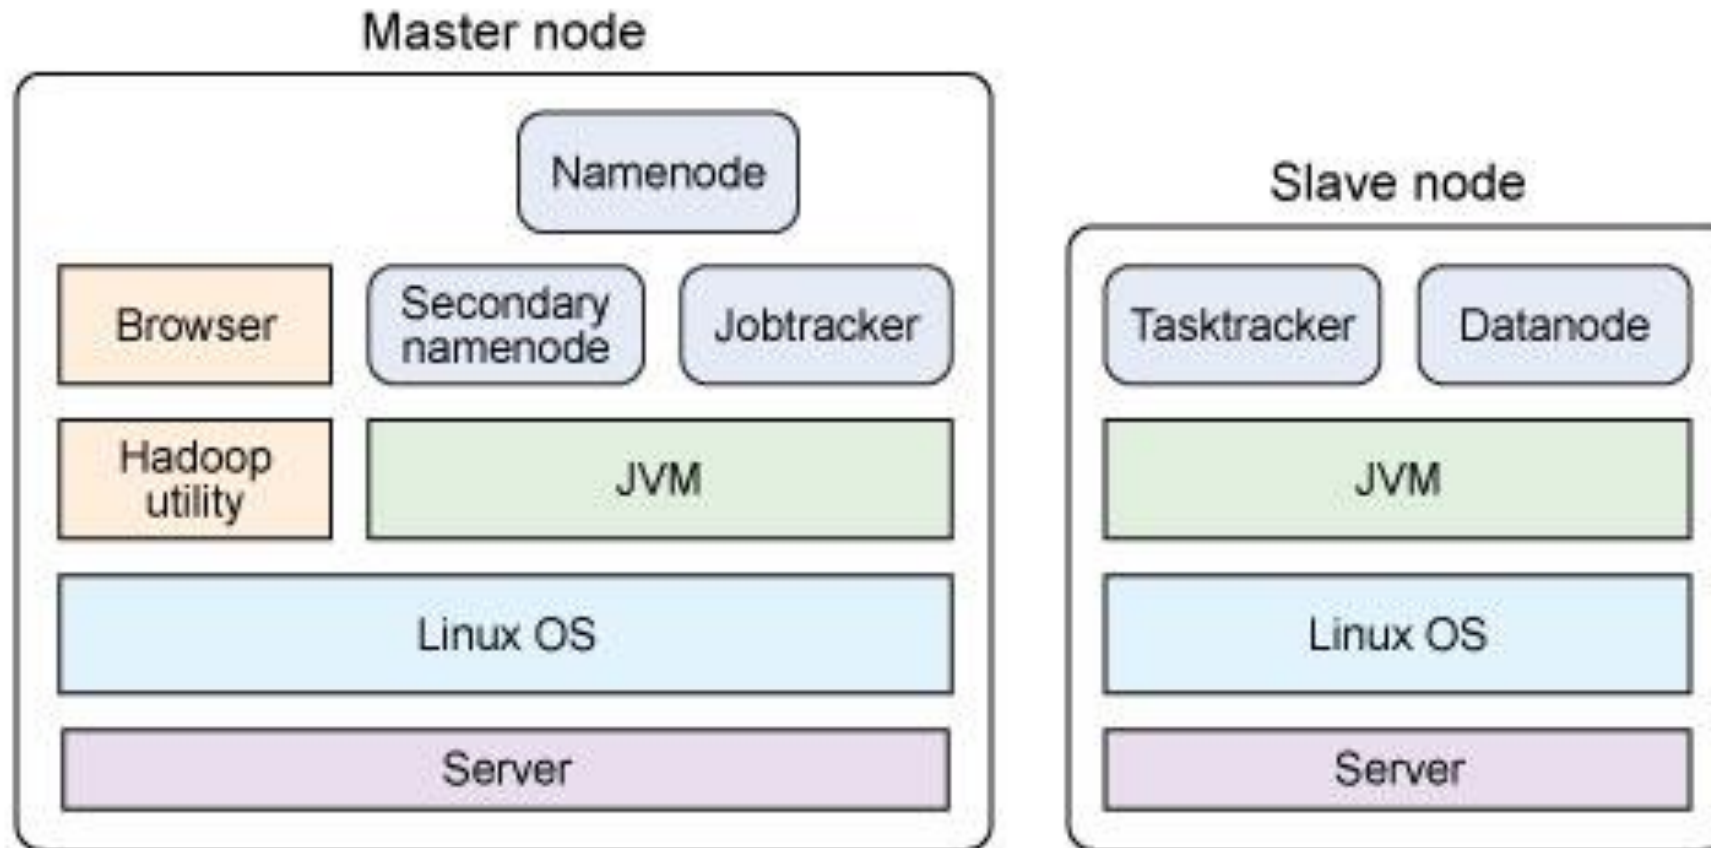 Master node
Namenode
Slave node
Browser
Secondary
namenode
Jobtracker
Tasktracker
Datanode
Hadoop
utility
JVM
JVM
Linux OS
Linux OS
Server
Server